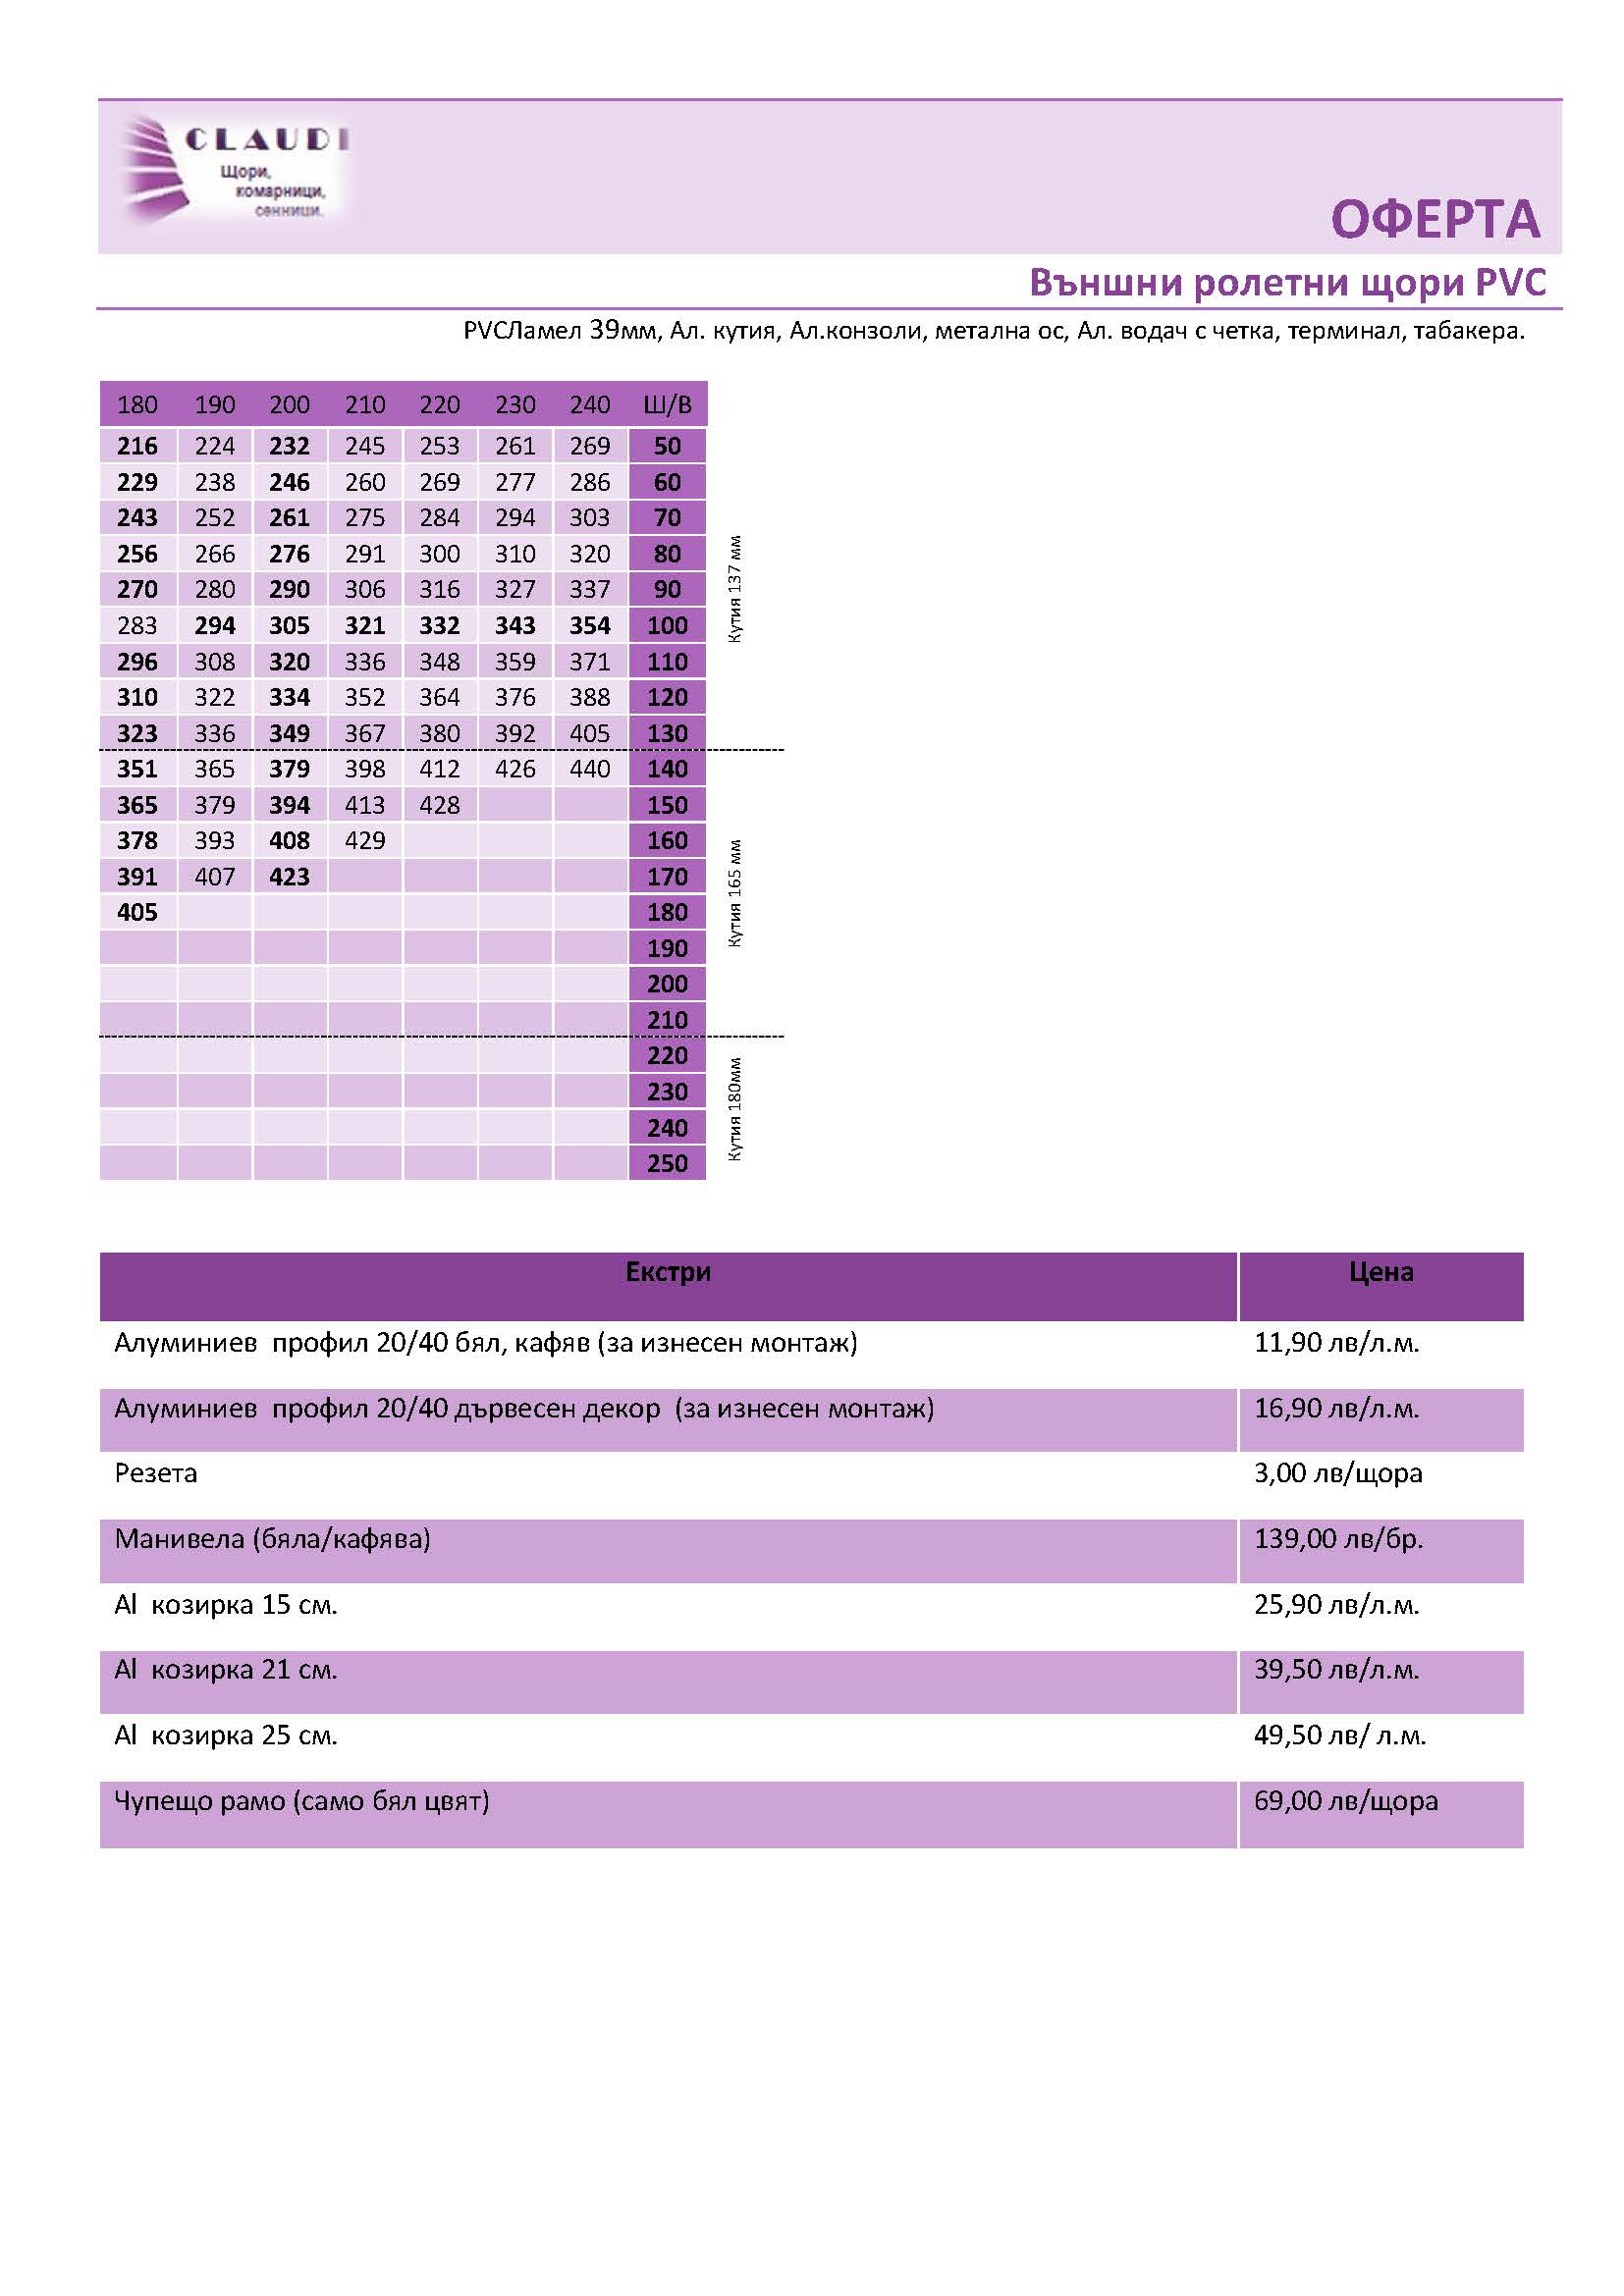 CLAUDI
Щори,
комарници,
сенници.
ОФЕРТА
Външни ролетни щори PVC
PVCЛамел 39мм, Ал. кутия, Ал.конзоли, метална ос, Ал. водач с четка, терминал, табакера.
180 190 200 210 220 230 240 Ш/В
216 224 232 245 253 261 269 50
229 238 246 260 269 277 286 60
243 252 261 275 284 294 303 70
256 266 276 291 300 310 320 80
270 280 290 306 316 327 337 90
283 294 305 321 332 343 354 100
296 308 320 336 348 359 371 110
310 322 334 352 364 376 388 120
323 336 349 367 380 392 405 130
Кутия 137 мм
351 365 379 398 412 426 440 140
365 379 394 413 428 150
378 393 408 429 160
391 407 423 170
405 180
190
200
210
Кутия 165 мм
220
230
240
250
Кутия 180мм
Екстри Цена
Алуминиев профил 20/40 бял, кафяв (за изнесен монтаж) 11,90 лв/л.м.
Алуминиев профил 20/40 дървесен декор (за изнесен монтаж) 16,90 лв/л.м.
Резета 3,00 лв/щора
Манивела (бяла/кафява) 139,00 лв/бр.
Al козирка 15 см. 25,90 лв/л.м.
Al козирка 21 см. 39,50 лв/л.м.
Al козирка 25 см. 49,50 лв/ л.м.
Чупещо рамо (само бял цвят) 69,00 лв/щора